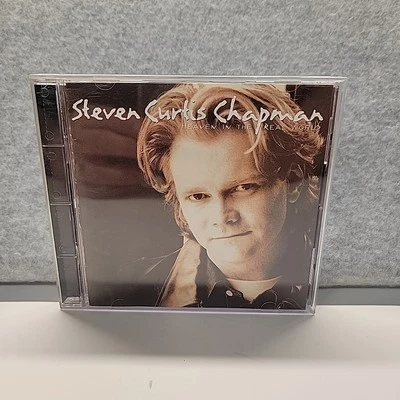 Steven Curtis Chapman
HEAVEN IN THE REAL WORLD